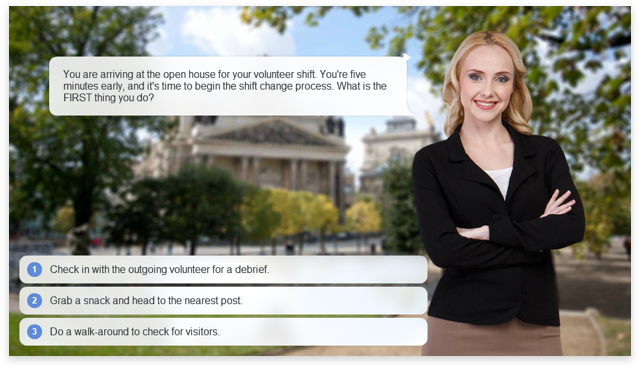 You are arriving at the open house for your volunteer shift. You're five
minutes early, and it's time to begin the shift change process. What is the
FIRST thing you do?
1 Check in with the outgoing volunteer for a debrief.
2 Grab a snack and head to the nearest post.
3 Do a walk-around to check for visitors.